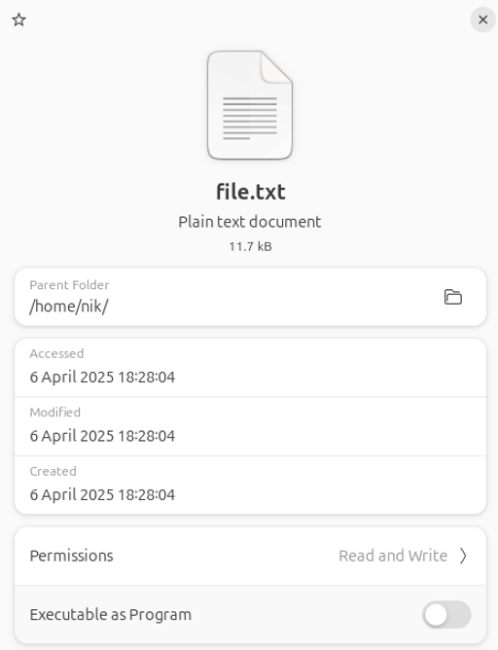 file.txt
Plain text document
11.7 kB
Parent Folder
/home/nik/
Accessed
6 April 2025 18:28:04
Modified
6 April 2025 18:28:04
Created
6 April 2025 18:28:04
Permissions
Read and Write
Executable as Program